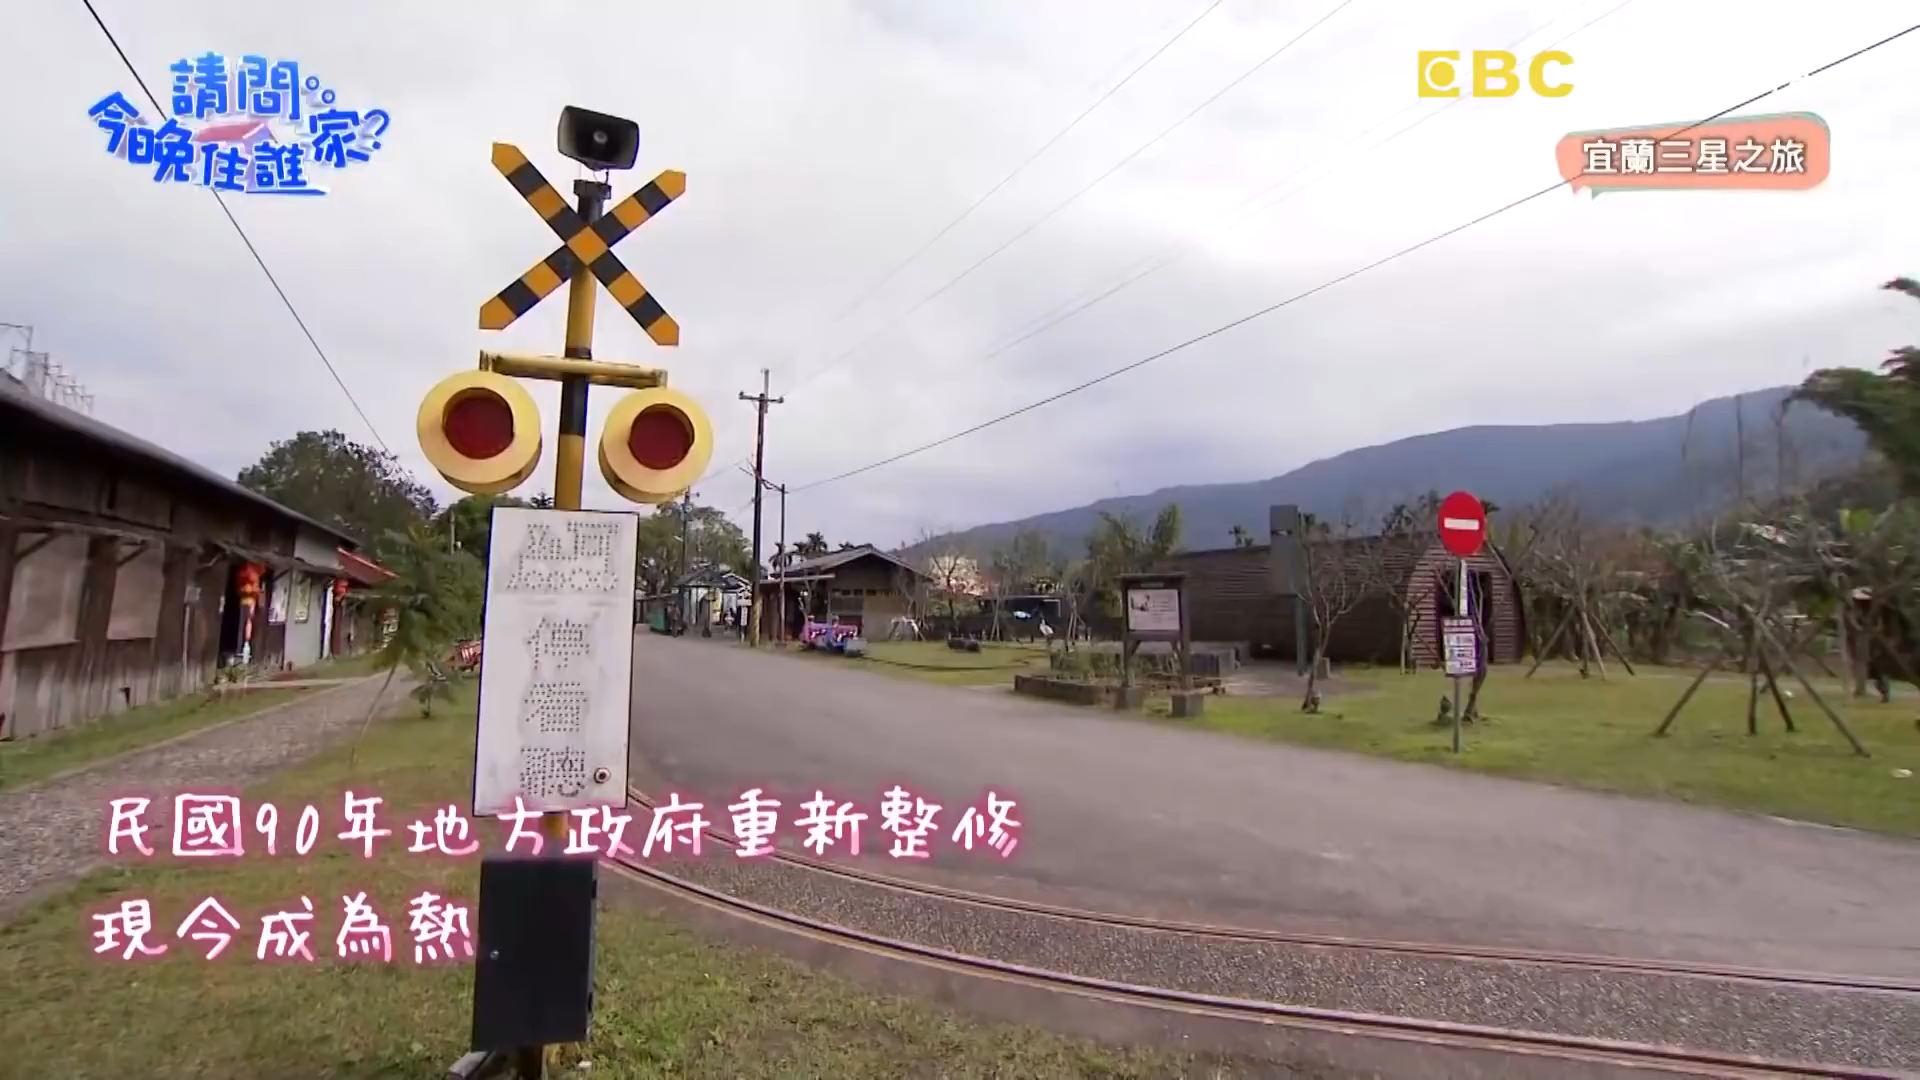 請問
今晚住誰家?
EBC
宜蘭三星之旅
停
看
聽
民國90年地方政府重新整修
現今成為熱